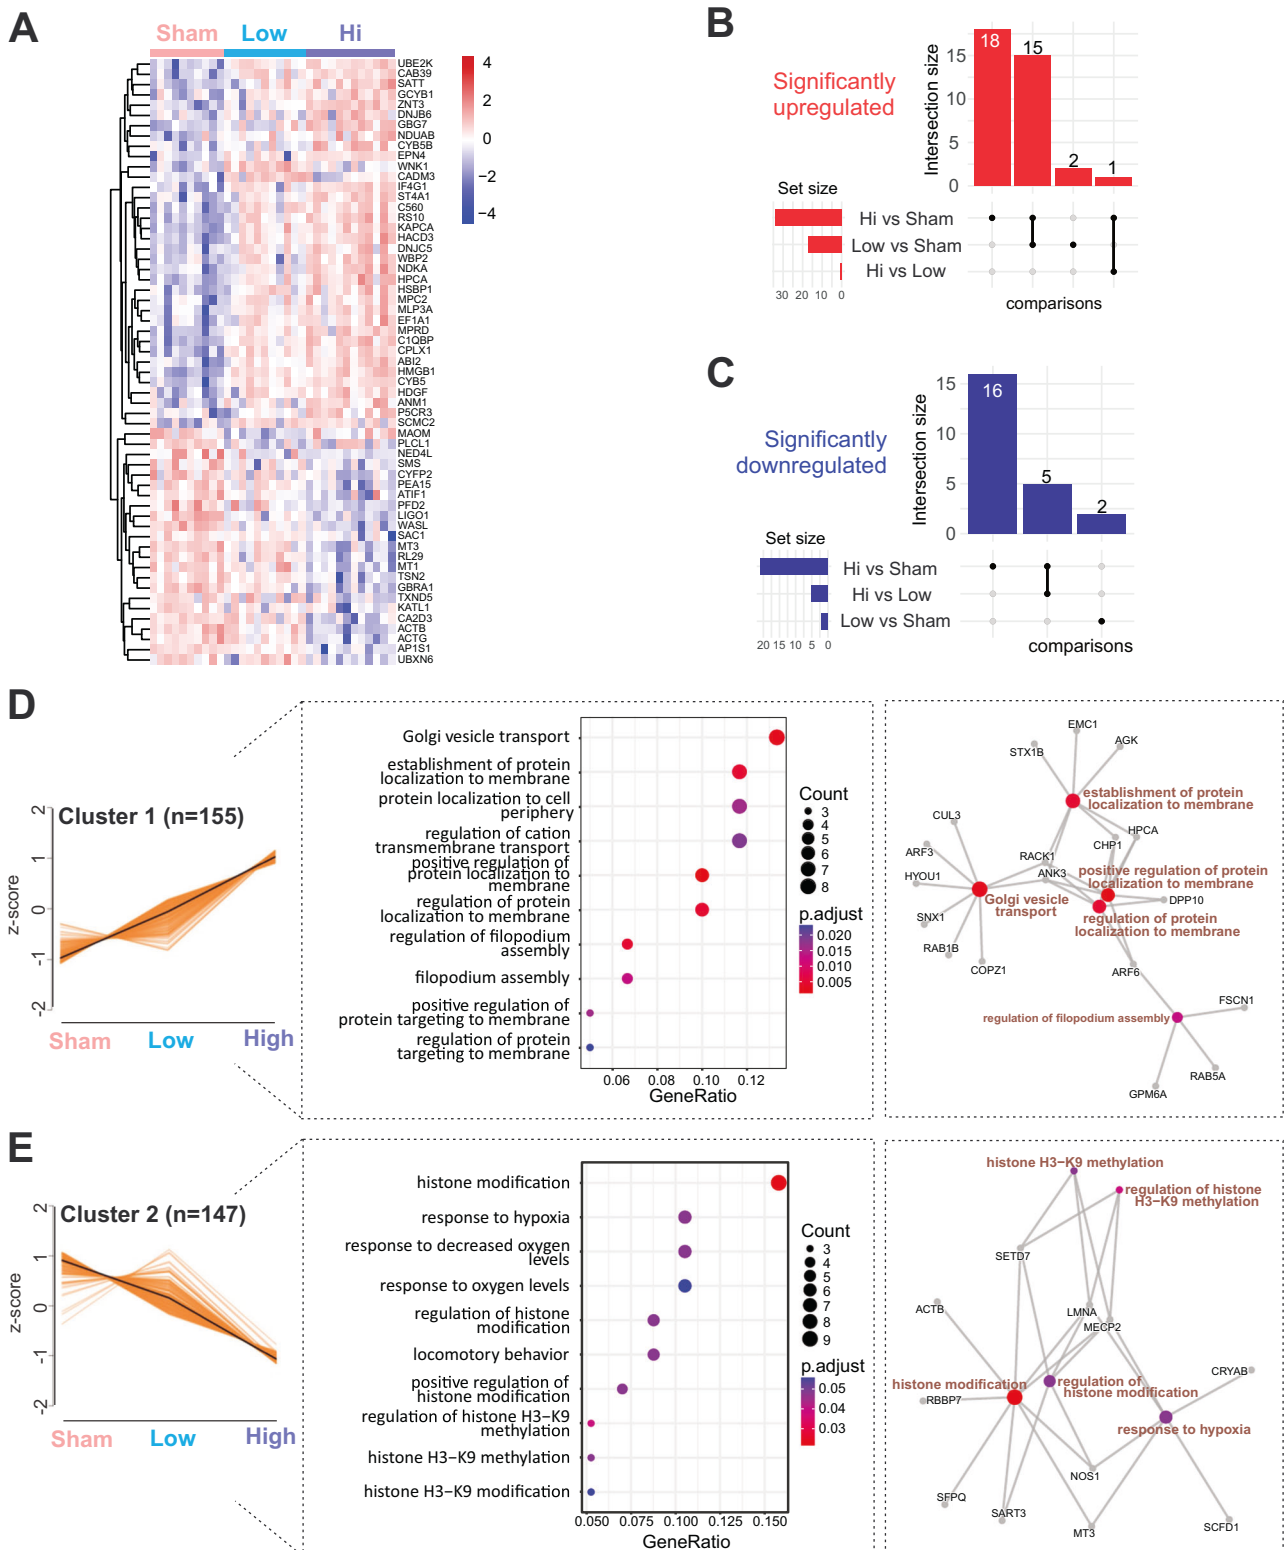 A
Sham
Low
Hi
UBE2K
CAB39
SATT
GCYB1
ZNT3
DNJB6
GBG7
NDUAB
CYB5B
EPN4
WNK1
CADM3
IF4G1
ST4A1
C560
RS10
KAPCA
HACD3
DNJC5
WBP2
NDKA
HPCA
HSBP1
MPC2
MLP3A
EF1A1
MPRD
C1QBP
CPLX1
ABI2
HMGB1
CYB5
HDGF
ANM1
P5CR3
SCMC2
MAOM
PLCL1
NED4L
SMS
CYFP2
PEA15
ATIF1
PFD2
LIGO1
WASL
SAC1
MT3
RL29
MT1
TSN2
GBRA1
TXND5
KATL1
CA2D3
ACTB
ACTG
AP1S1
UBXN6
4
2
0
−2
−4
B
Significantly
upregulated
Intersection size
15
10
5
0
18
15
2
1
Set size
Hi vs Sham
Low vs Sham
Hi vs Low
30 20 10 0
comparisons
C
Significantly
downregulated
Intersection size
15
10
5
0
16
5
2
Set size
Hi vs Sham
Hi vs Low
Low vs Sham
20 15 10 5 0
comparisons
D
Cluster 1 (n=155)
z-score
2
1
0
-1
-2
Sham
Low
High
Golgi vesicle transport
establishment of protein
localization to membrane
protein localization to cell
periphery
regulation of cation
transmembrane transport
positive regulation of
protein localization to
membrane
regulation of protein
localization to membrane
regulation of filopodium
assembly
filopodium assembly
positive regulation of
protein targeting to membrane
regulation of protein
targeting to membrane
0.06 0.08 0.10 0.12
GeneRatio
Count
3
4
5
6
7
8
p.adjust
0.020
0.015
0.010
0.005
EMC1
STX1B
AGK
establishment of protein
localization to membrane
CUL3
HPCA
CHP1
ARF3
RACK1
HYOU1
ANK3
positive regulation of protein
localization to membrane
Golgi vesicle
transport
DPP10
SNX1
regulation of protein
localization to membrane
RAB1B
COPZ1
ARF6
FSCN1
regulation of filopodium assembly
RAB5A
GPM6A
E
Cluster 2 (n=147)
z-score
2
1
0
-1
-2
Sham
Low
High
histone modification
response to hypoxia
response to decreased oxygen
levels
response to oxygen levels
regulation of histone
modification
locomotory behavior
positive regulation of
histone modification
regulation of histone H3−K9
methylation
histone H3−K9 methylation
histone H3−K9 modification
0.050 0.075 0.100 0.125 0.150
GeneRatio
Count
3
4
5
6
7
8
9
p.adjust
0.05
0.04
0.03
histone H3−K9 methylation
regulation of histone
H3−K9 methylation
SETD7
ACTB
LMNA
MECP2
CRYAB
histone modification
regulation of
histone modification
RBBP7
response to hypoxia
NOS1
SFPQ
SART3
MT3
SCFD1